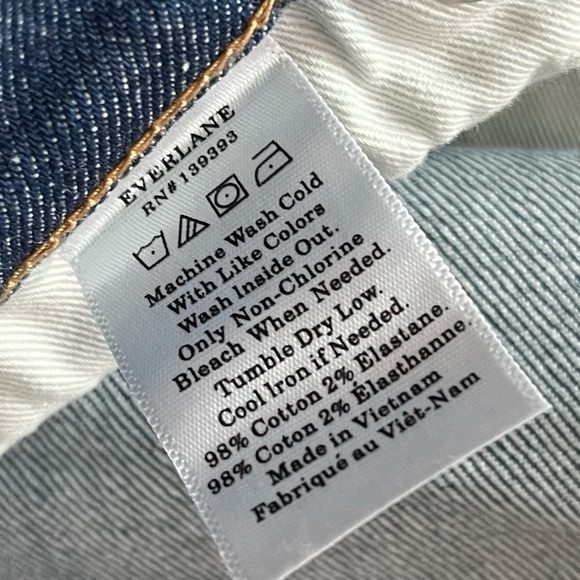 EVERLANE
RN# 139393
Machine Wash Cold
With Like Colors
Wash Inside Out.
Only Non-Chlorine
Bleach When Needed.
Tumble Dry Low.
Cool Iron if Needed.
98% Cotton 2% Elastane.
98% Coton 2% Élasthanne.
Made in Vietnam
Fabriqué au Viêt-Nam